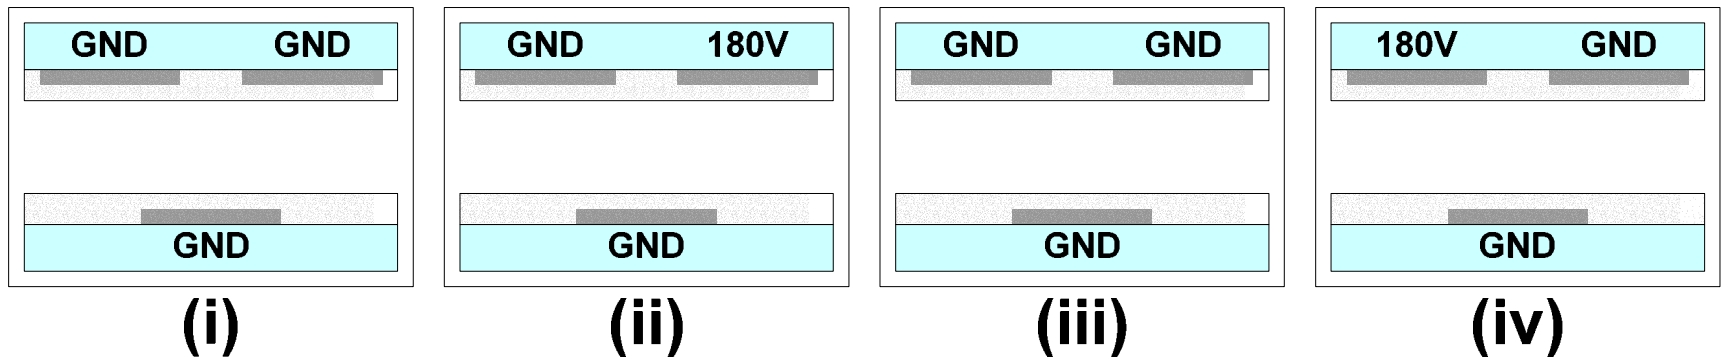 GND GND GND 180V GND GND 180V GND
GND GND GND GND
(i) (ii) (iii) (iv)